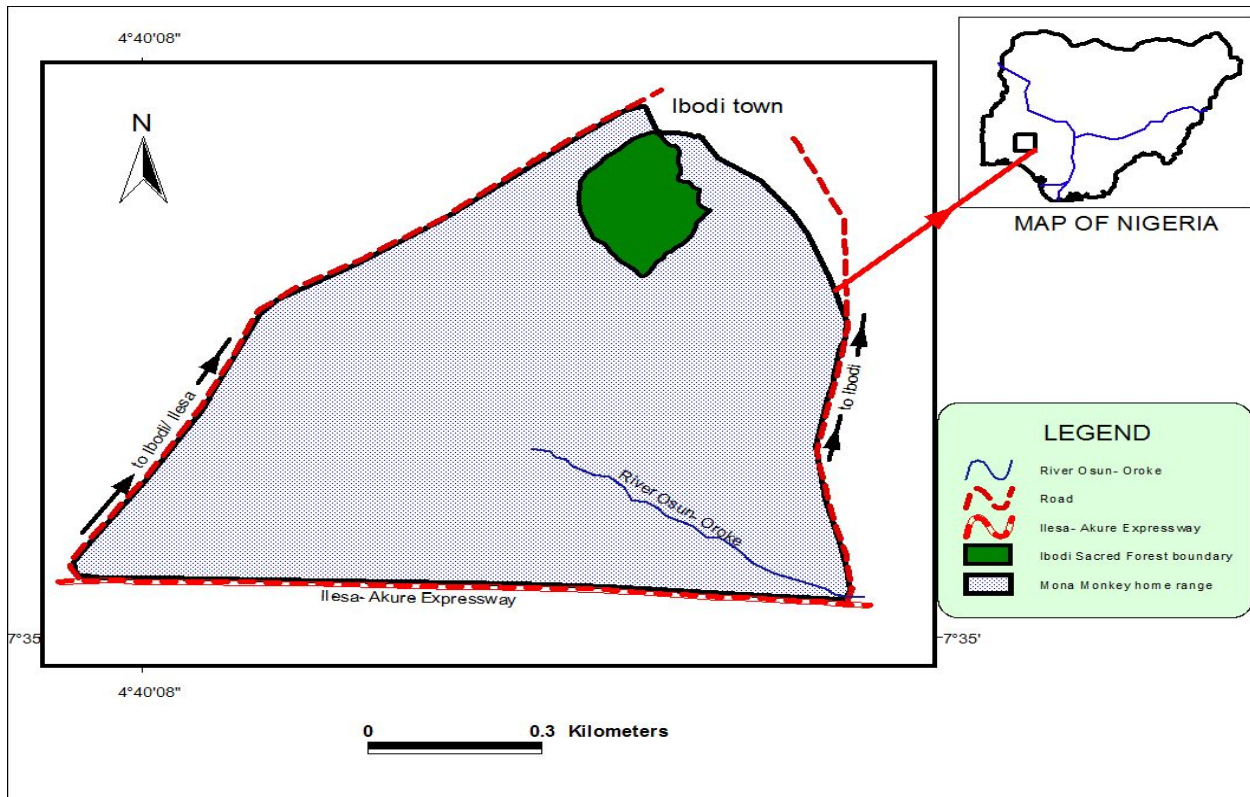 4°40'08"
Ibodi town
N
MAP OF NIGERIA
to Ibodi/ Ilesa
to Ibodi
River Osun- Oroke
Ilesa- Akure Expressway
LEGEND
River Osun- Oroke
Road
Ilesa- Akure Expressway
Ibodi Sacred Forest boundary
Mona Monkey home range
7°35
7°35'
4°40'08"
0 0.3 Kilometers